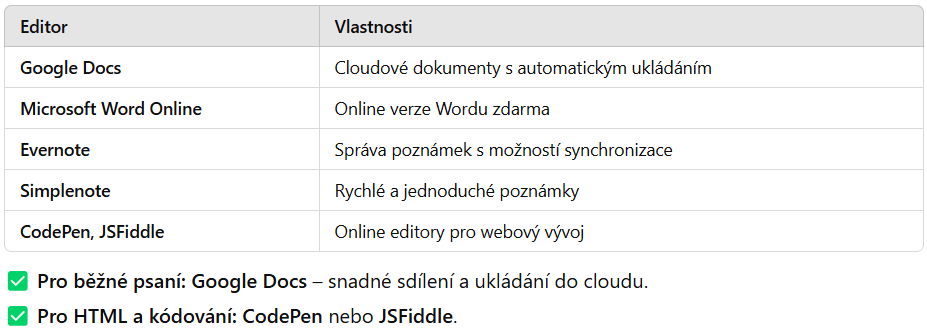 Editor Vlastnosti
Google Docs Cloudové dokumenty s automatickým ukládáním
Microsoft Word Online Online verze Wordu zdarma
Evernote Správa poznámek s možností synchronizace
Simplenote Rychlé a jednoduché poznámky
CodePen, JSFiddle Online editory pro webový vývoj
✅ Pro běžné psaní: Google Docs – snadné sdílení a ukládání do cloudu.
✅ Pro HTML a kódování: CodePen nebo JSFiddle.